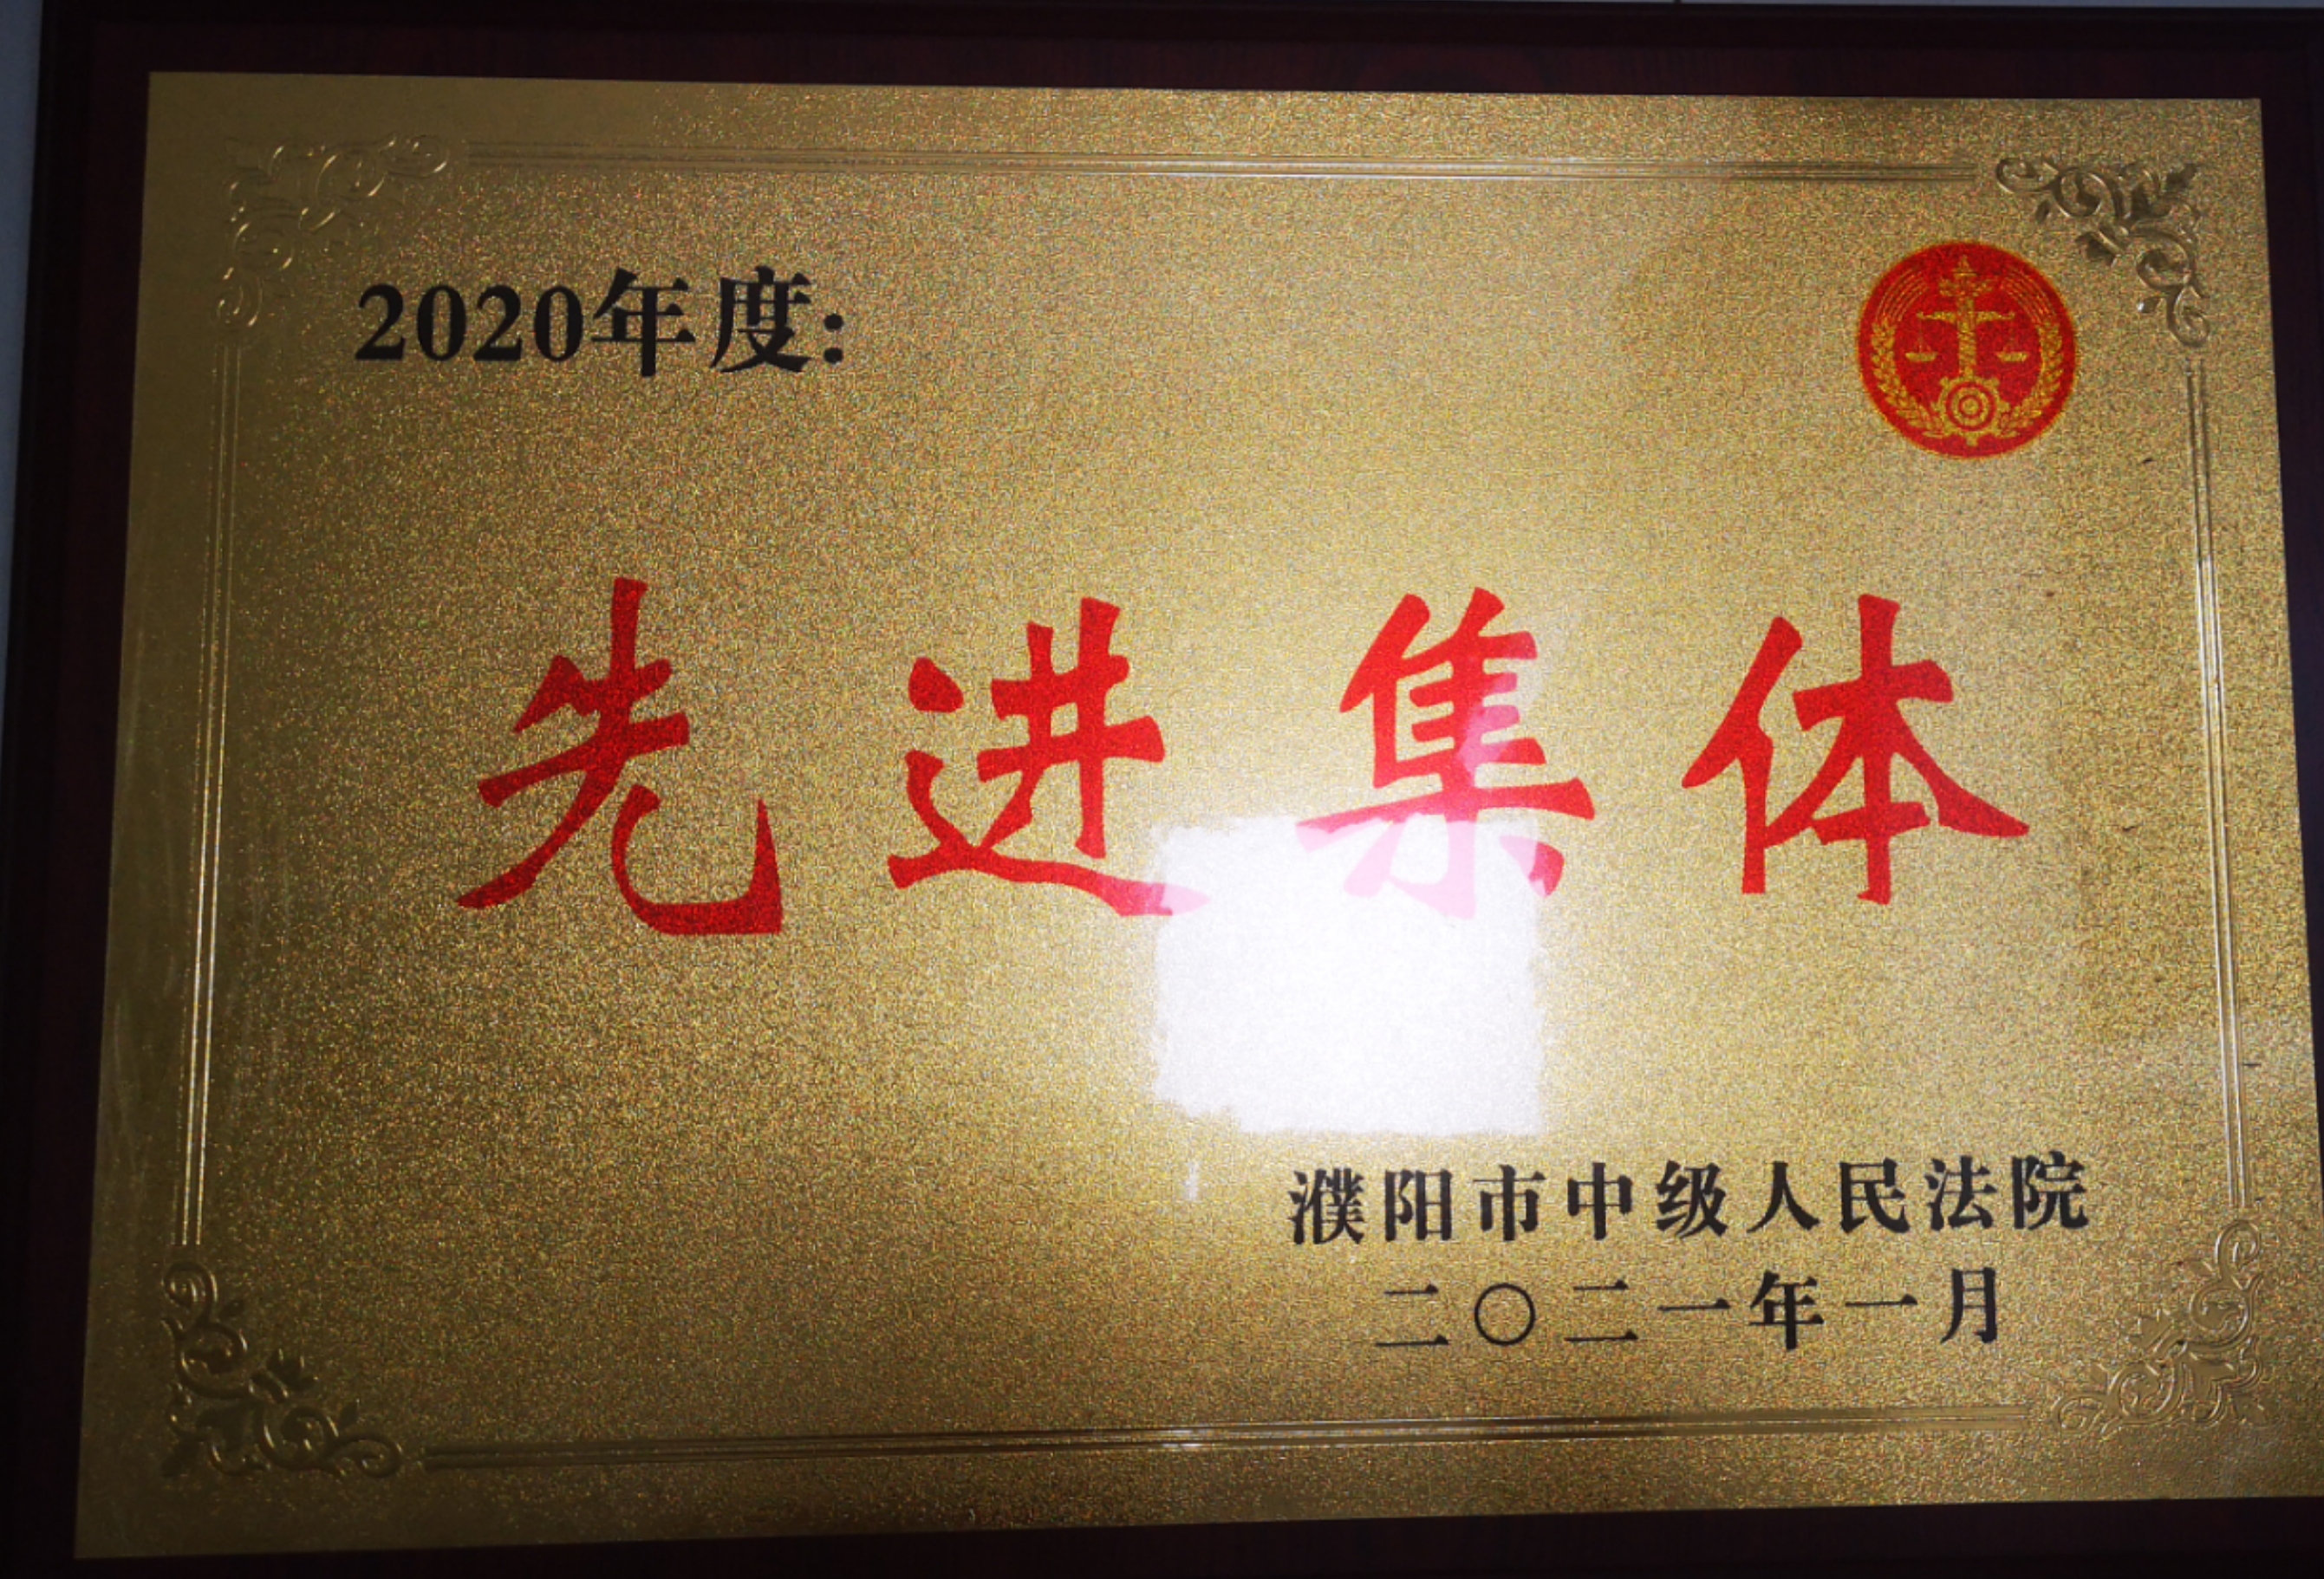 2020年度:
先进集体
濮阳市中级人民法院
二〇二一年一月